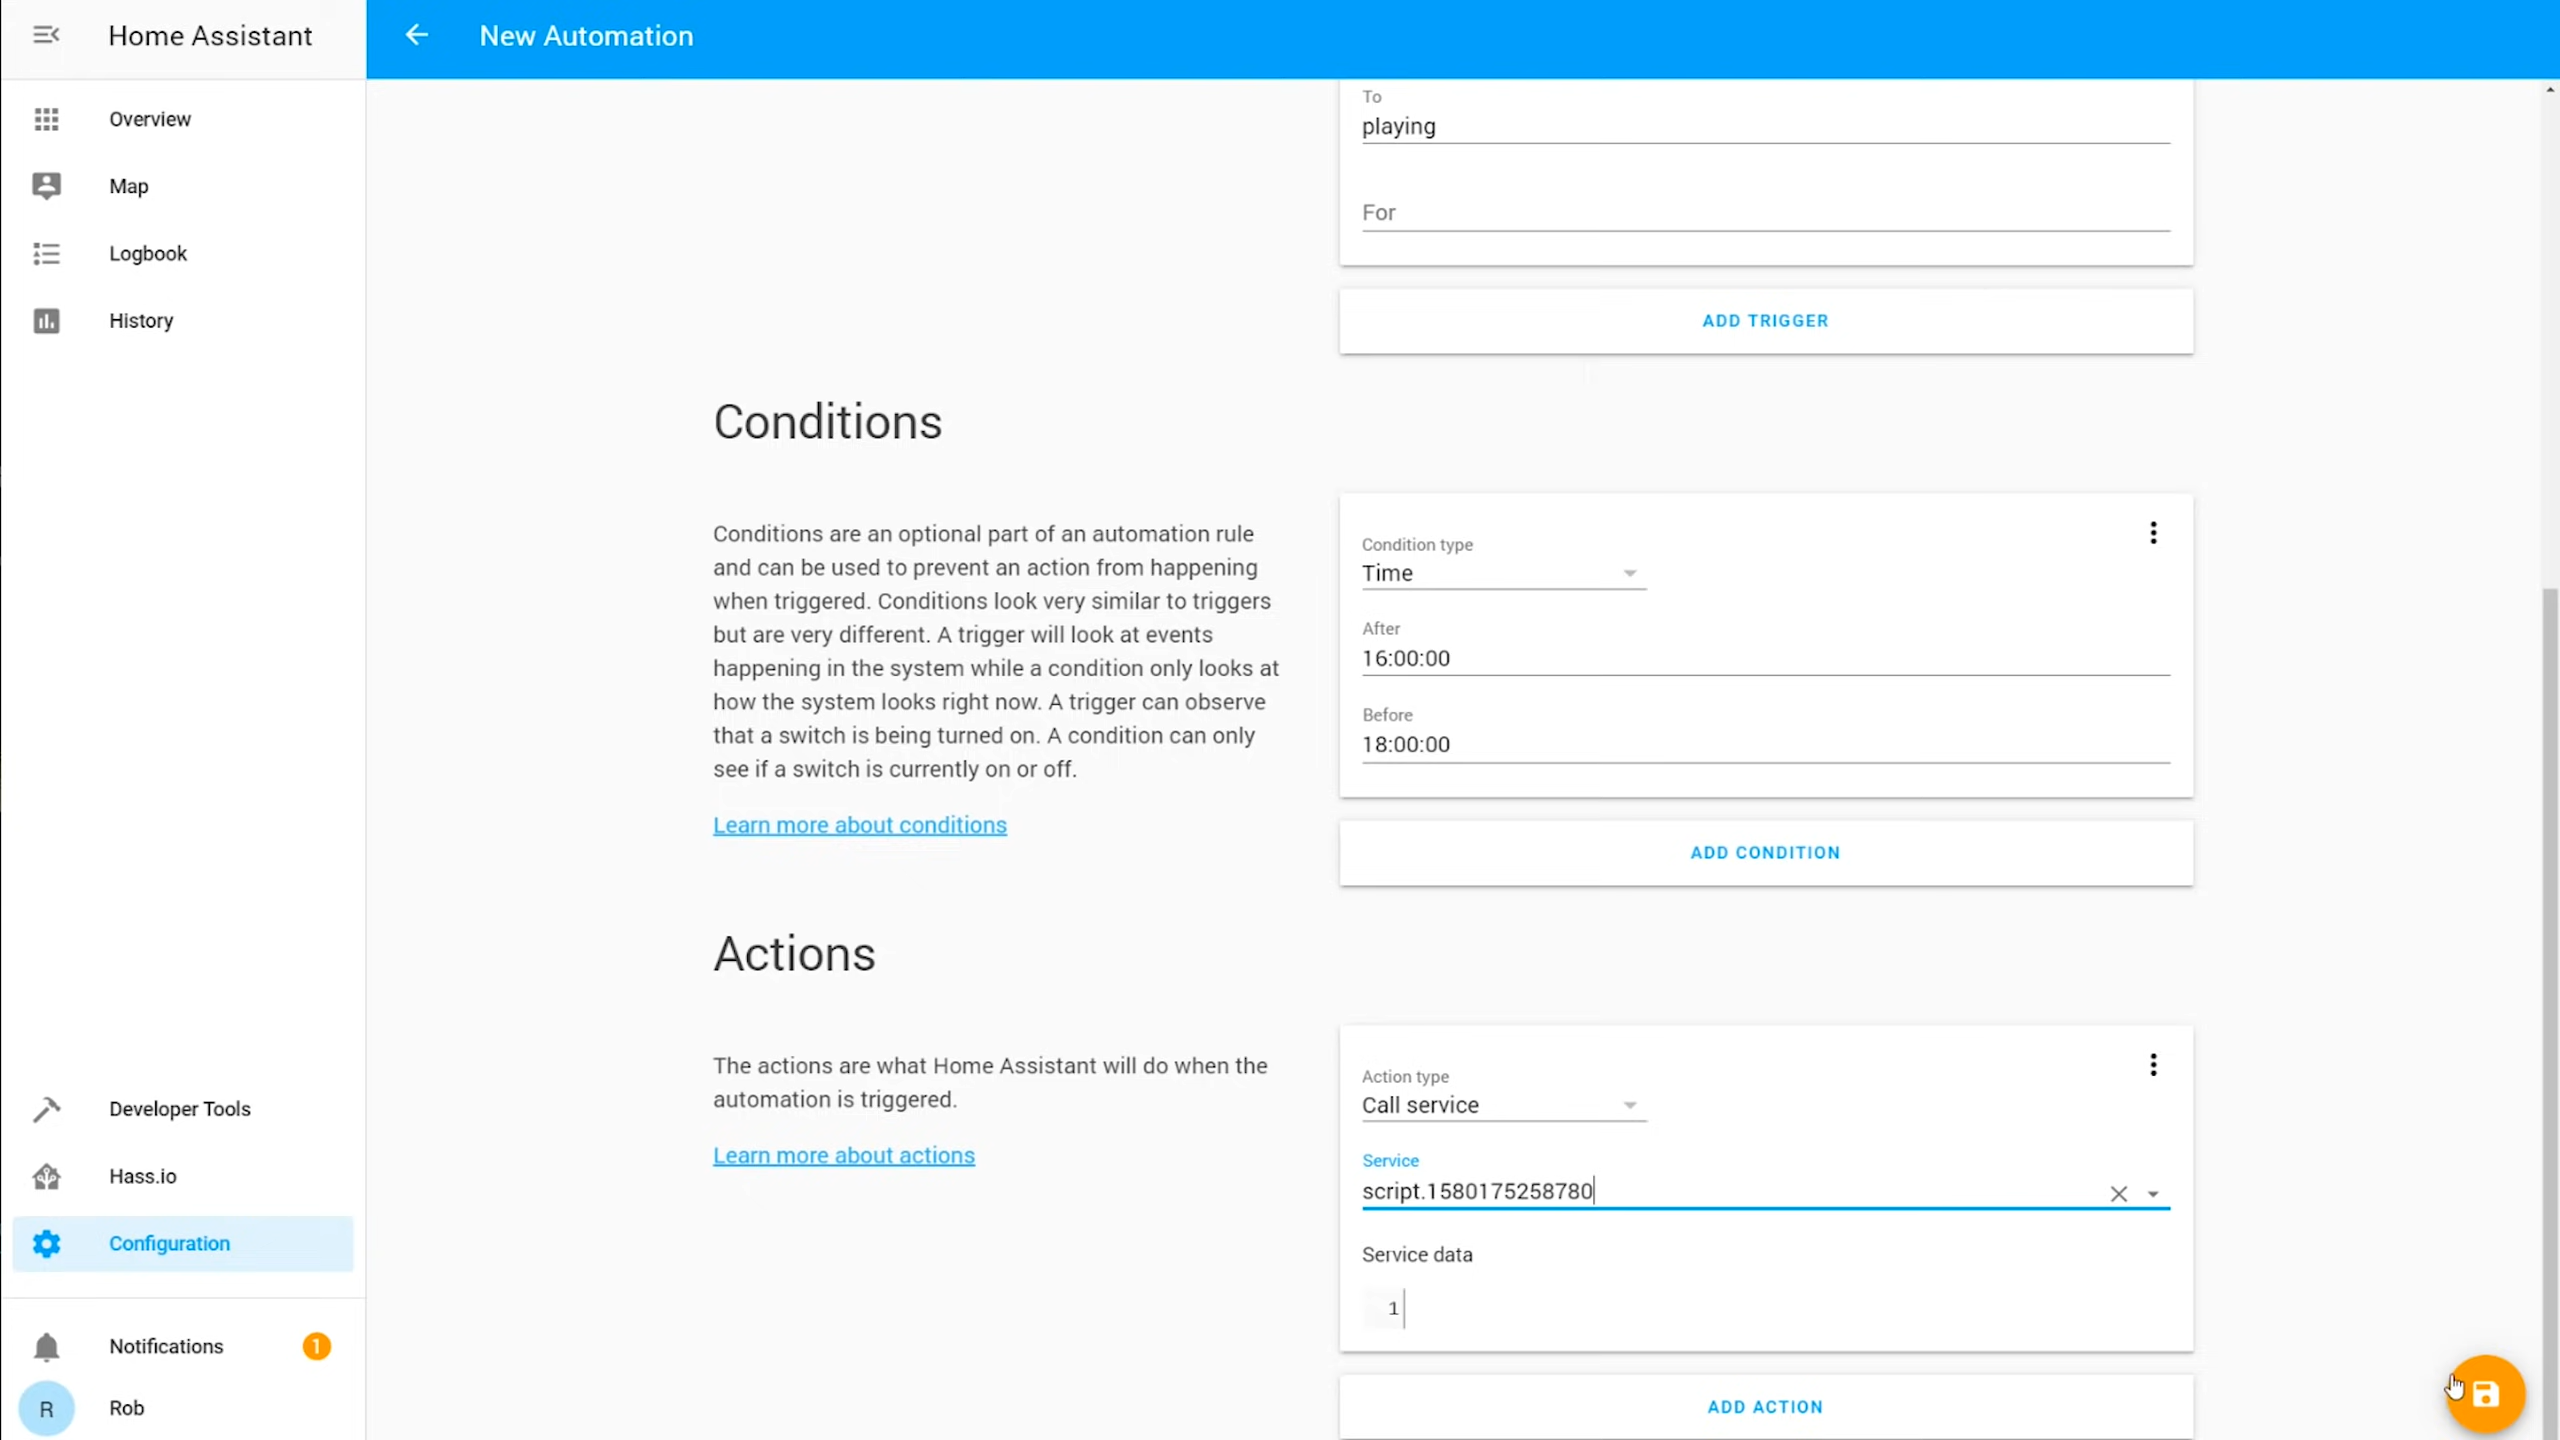 Home Assistant
New Automation
Overview
Map
Logbook
History
Developer Tools
Hass.io
Configuration
Notifications
1
R
Rob
To
playing
For
ADD TRIGGER
Conditions
Conditions are an optional part of an automation rule
and can be used to prevent an action from happening
when triggered. Conditions look very similar to triggers
but are very different. A trigger will look at events
happening in the system while a condition only looks at
how the system looks right now. A trigger can observe
that a switch is being turned on. A condition can only
see if a switch is currently on or off.
Learn more about conditions
Condition type
Time
After
16:00:00
Before
18:00:00
ADD CONDITION
Actions
The actions are what Home Assistant will do when the
automation is triggered.
Learn more about actions
Action type
Call service
Service
script.1580175258780
Service data
1
ADD ACTION